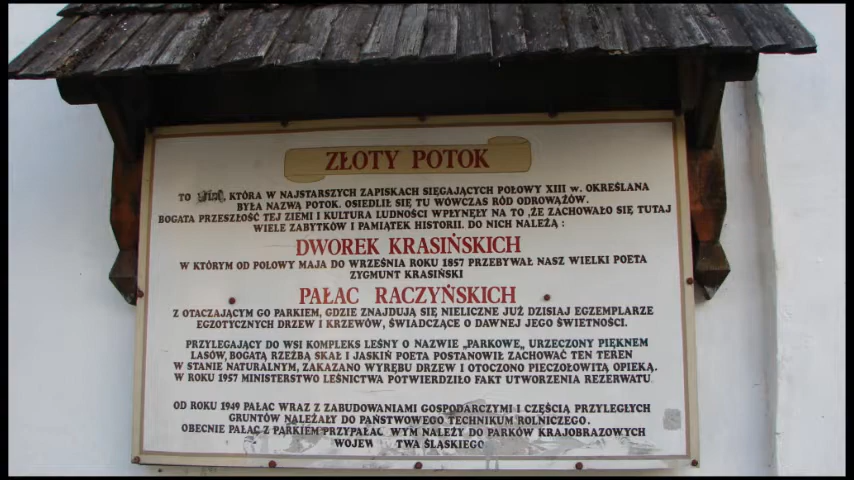 ZŁOTY POTOK
TO WIEŚ, KTÓRA W NAJSTARSZYCH ZAPISKACH SIĘGAJĄCYCH POŁOWY XIII w. OKREŚLANA
BYŁA NAZWĄ POTOK. OSIEDLIŁ SIĘ TU WÓWCZAS RÓD ODROWĄŻÓW.
BOGATA PRZESZŁOŚĆ TEJ ZIEMI I KULTURA LUDNOŚCI WPŁYNĘŁY NA TO ,ŻE ZACHOWAŁO SIĘ TUTAJ
WIELE ZABYTKÓW I PAMIĄTEK HISTORII. DO NICH NALEŻĄ :
DWOREK KRASIŃSKICH
W KTÓRYM OD POŁOWY MAJA DO WRZEŚNIA ROKU 1857 PRZEBYWAŁ NASZ WIELKI POETA
ZYGMUNT KRASIŃSKI
PAŁAC RACZYŃSKICH
Z OTACZAJĄCYM GO PARKIEM, GDZIE ZNAJDUJĄ SIĘ NIELICZNE JUŻ DZISIAJ EGZEMPLARZE
EGZOTYCZNYCH DRZEW I KRZEWÓW, ŚWIADCZĄCE O DAWNEJ JEGO ŚWIETNOŚCI.
PRZYLEGAJĄCY DO WSI KOMPLEKS LEŚNY O NAZWIE „PARKOWE„ URZECZONY PIĘKNEM
LASÓW, BOGATĄ RZEŹBĄ SKAŁ I JASKIŃ POETA POSTANOWIŁ ZACHOWAĆ TEN TEREN
W STANIE NATURALNYM, ZAKAZANO WYRĘBU DRZEW I OTOCZONO PIECZOŁOWITĄ OPIEKĄ.
W ROKU 1957 MINISTERSTWO LEŚNICTWA POTWIERDZIŁO FAKT UTWORZENIA REZERWATU
OD ROKU 1949 PAŁAC WRAZ Z ZABUDOWANIAMI GOSPODARCZYMI I CZĘŚCIĄ PRZYLEGŁYCH
GRUNTÓW NALEŻAŁY DO PAŃSTWOWEGO TECHNIKUM ROLNICZEGO.
OBECNIE PAŁAC Z PARKIEM PRZYPAŁAC WYM NALEŻY DO PARKÓW KRAJOBRAZOWYCH
WOJEW TWA ŚLĄSKIEGO